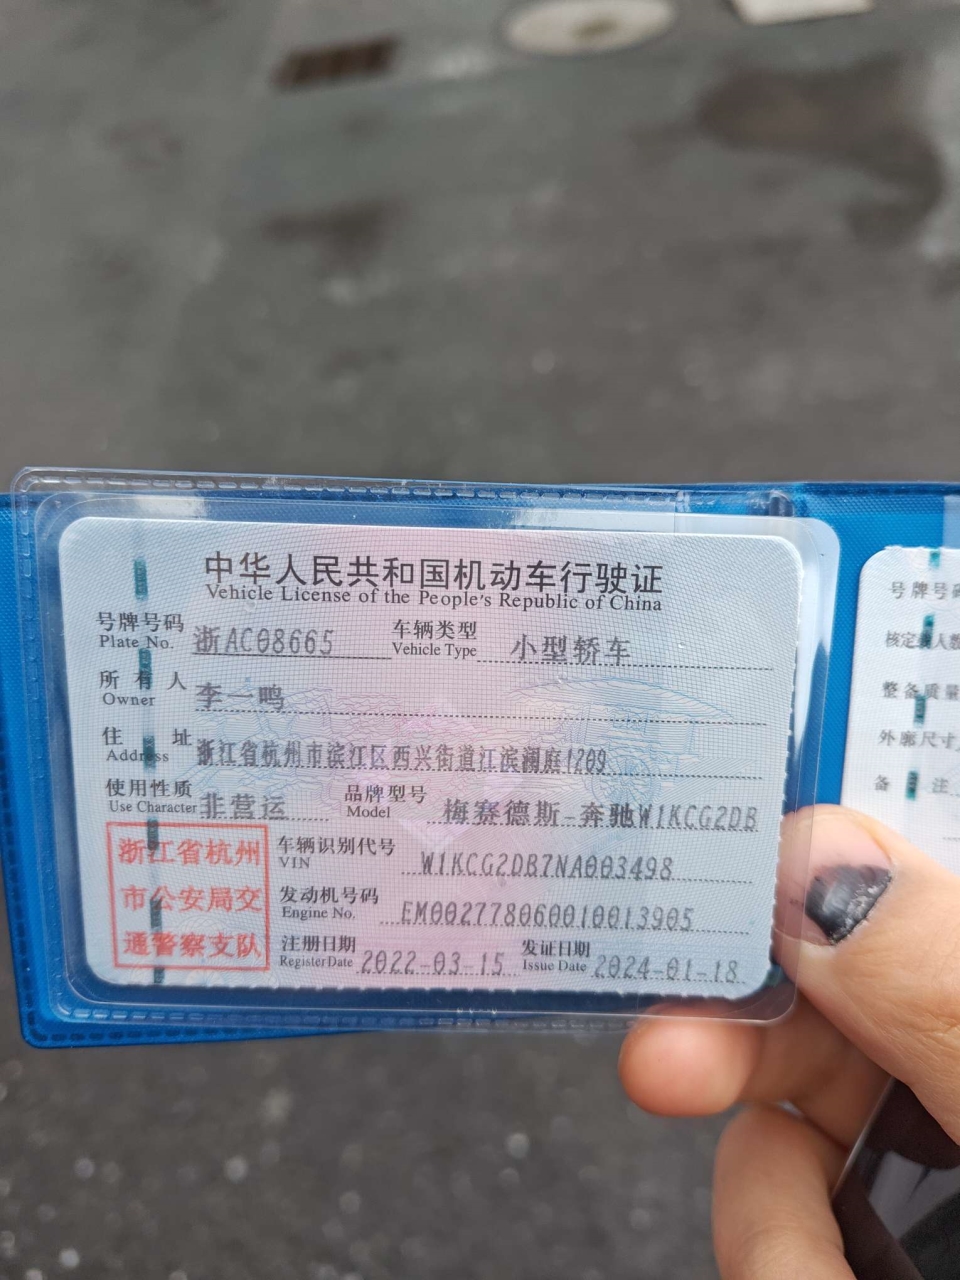 中华人民共和国机动车行驶证
Vehicle License of the People's Republic of China
号牌号码 浙AC08665 车辆类型 小型轿车
Plate No. Vehicle Type
所有人 李一鸣
Owner
住址 浙江省杭州市滨江区西兴街道江滨澜庭1209
Address
使用性质 非营运 品牌型号 梅赛德斯-奔驰W1KCG2DB
Use Character Model
车辆识别代号 W1KCG2DB7NA003498
VIN
发动机号码 EM002778060010013905
Engine No.
注册日期 2022-03-15 发证日期 2024-01-18
Register Date Issue Date
浙江省杭州
市公安局交
通警察支队
号牌号码
核定载人数
整备质量
外廓尺寸
备注